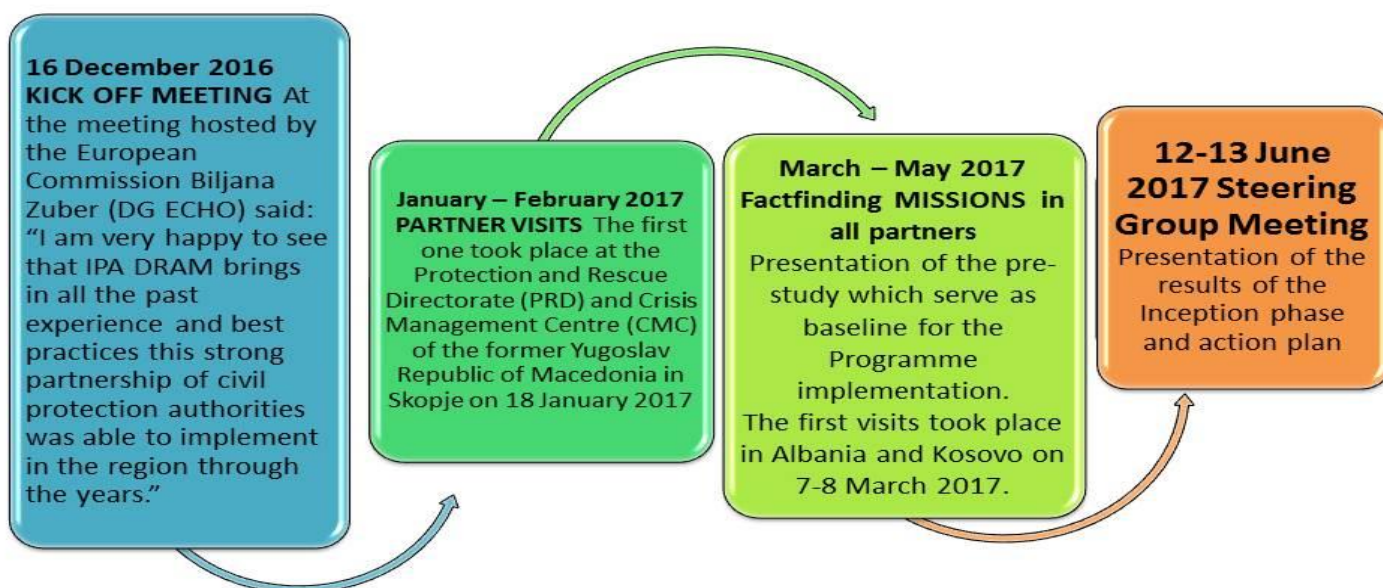 16 December 2016
KICK OFF MEETING At
the meeting hosted by
the European
Commission Biljana
Zuber (DG ECHO) said:
“I am very happy to see
that IPA DRAM brings
in all the past
experience and best
practices this strong
partnership of civil
protection authorities
was able to implement
in the region through
the years.”
January – February 2017
PARTNER VISITS The first
one took place at the
Protection and Rescue
Directorate (PRD) and Crisis
Management Centre (CMC)
of the former Yugoslav
Republic of Macedonia in
Skopje on 18 January 2017
March – May 2017
Factfinding MISSIONS in
all partners
Presentation of the pre-
study which serve as
baseline for the
Programme
implementation.
The first visits took place
in Albania and Kosovo on
7-8 March 2017.
12-13 June
2017 Steering
Group Meeting
Presentation of the
results of the
Inception phase
and action plan